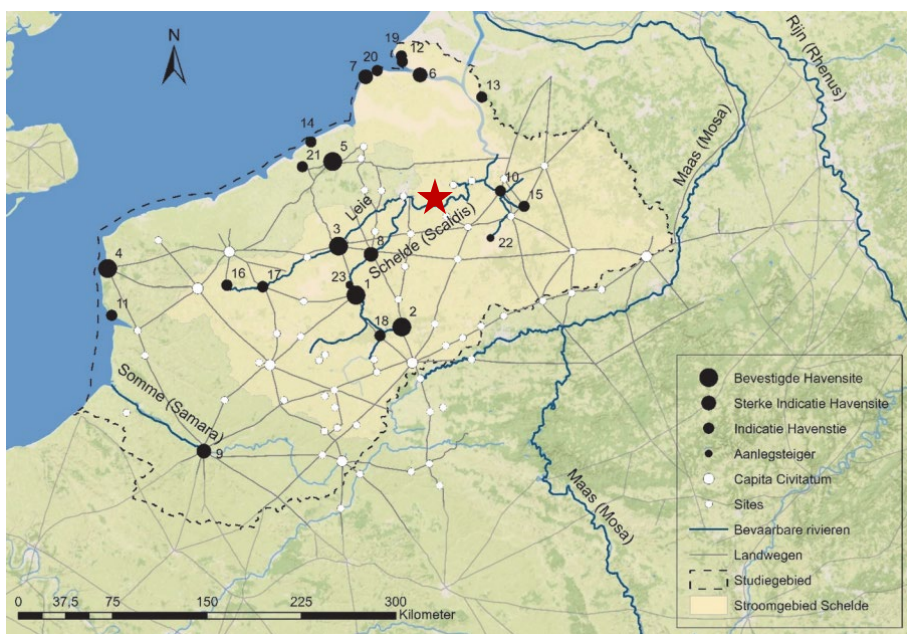 N
19
12
20
7
6
13
14
5
21
10
15
Leie
3
8
Schelde (Scaldis)
22
4
16
17
23
1
11
2
18
Somme (Samara)
9
Rijn (Rhenus)
Maas (Mosa)
Maas (Mosa)
Bevestigde Havensite
Sterke Indicatie Havensite
Indicatie Havenstie
Aanlegsteiger
Capita Civitatum
Sites
Bevaarbare rivieren
Landwegen
Studiegebied
Stroomgebied Schelde
0 37,5 75 150 225 300
Kilometer